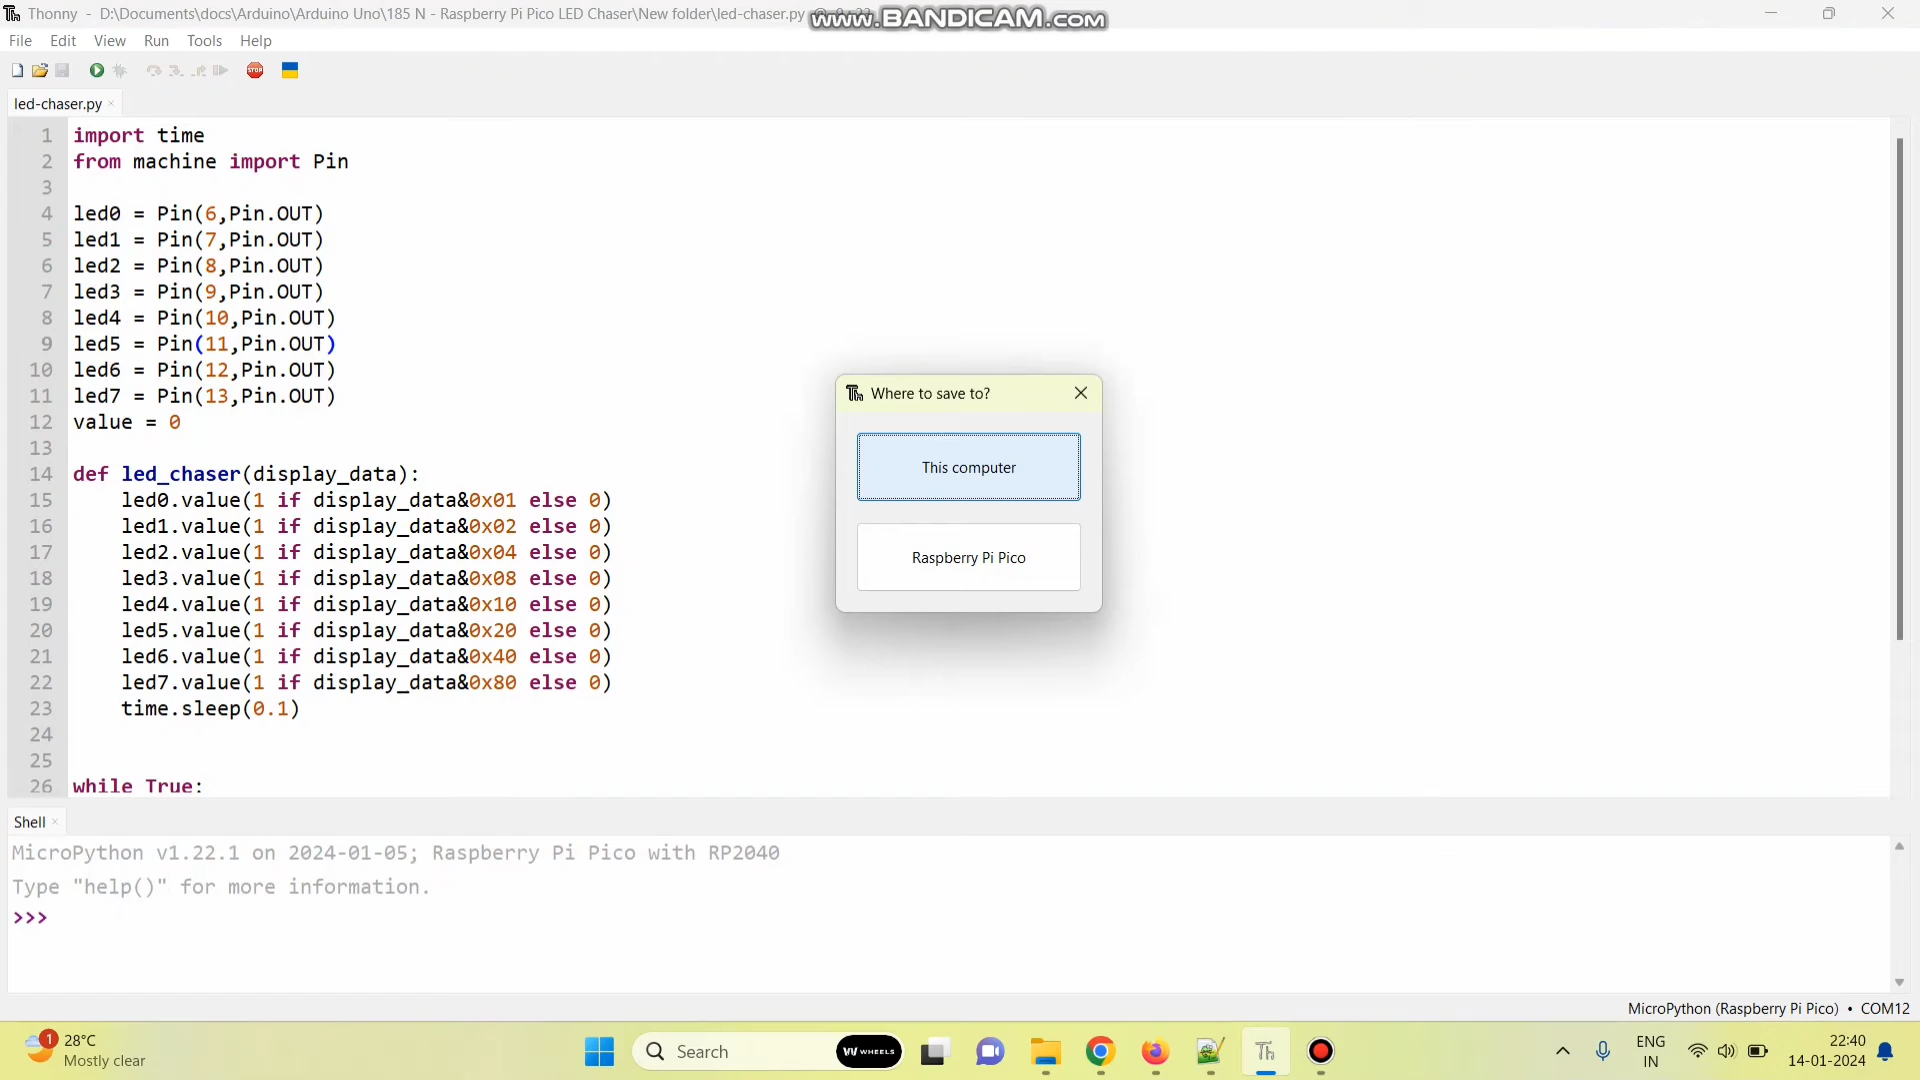 Thonny - D:\Documents\docs\Arduino\Arduino Uno\185 N - Raspberry Pi Pico LED Chaser\New folder\led-chaser.py
www.BANDICAM.com
File Edit View Run Tools Help
STOP
led-chaser.py
1 import time
2 from machine import Pin
3
4 led0 = Pin(6,Pin.OUT)
5 led1 = Pin(7,Pin.OUT)
6 led2 = Pin(8,Pin.OUT)
7 led3 = Pin(9,Pin.OUT)
8 led4 = Pin(10,Pin.OUT)
9 led5 = Pin(11,Pin.OUT)
10 led6 = Pin(12,Pin.OUT)
11 led7 = Pin(13,Pin.OUT)
12 value = 0
13
14 def led_chaser(display_data):
15 led0.value(1 if display_data&0x01 else 0)
16 led1.value(1 if display_data&0x02 else 0)
17 led2.value(1 if display_data&0x04 else 0)
18 led3.value(1 if display_data&0x08 else 0)
19 led4.value(1 if display_data&0x10 else 0)
20 led5.value(1 if display_data&0x20 else 0)
21 led6.value(1 if display_data&0x40 else 0)
22 led7.value(1 if display_data&0x80 else 0)
23 time.sleep(0.1)
24
25
26 while True:
Where to save to?
This computer
Raspberry Pi Pico
Shell
MicroPython v1.22.1 on 2024-01-05; Raspberry Pi Pico with RP2040
Type "help()" for more information.
>>>
MicroPython (Raspberry Pi Pico) • COM12
1
28°C
Mostly clear
Search
WHEELS
ENG
IN
22:40
14-01-2024